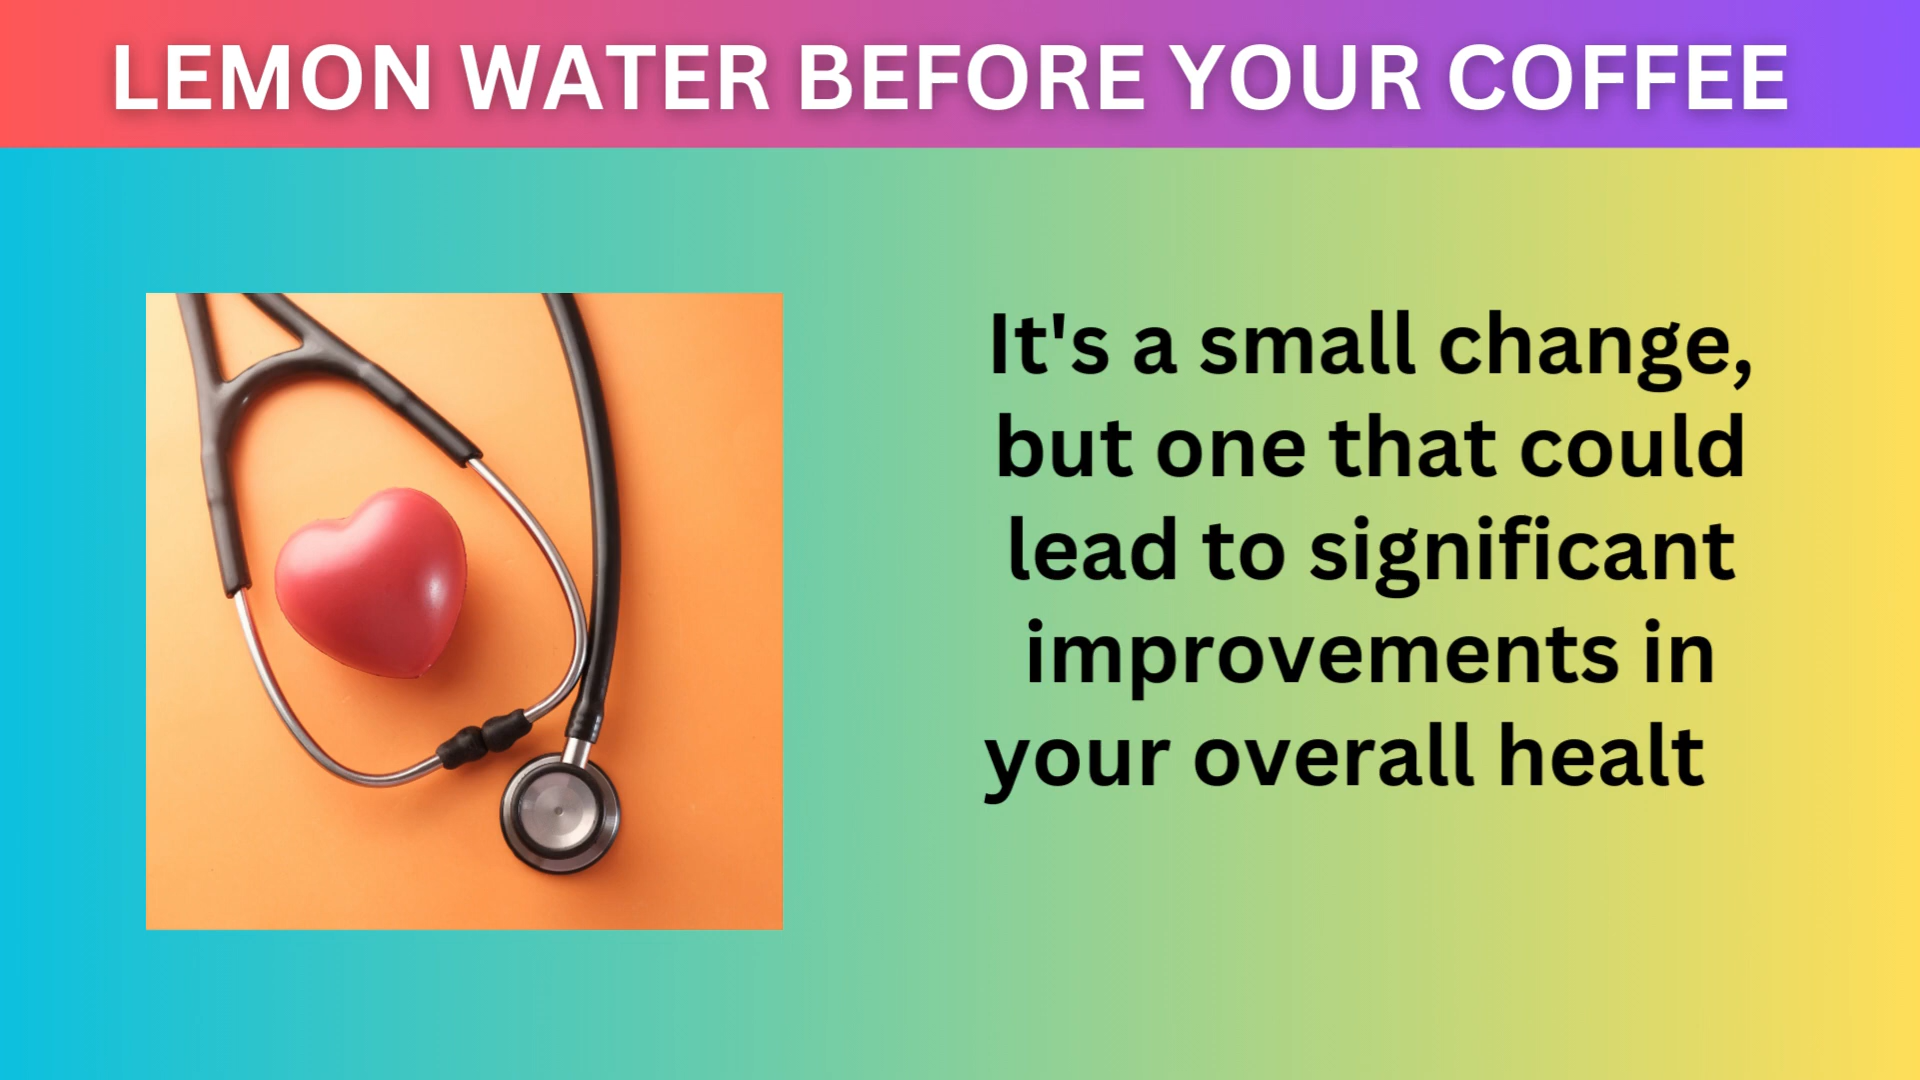 LEMON WATER BEFORE YOUR COFFEE
It's a small change,
but one that could
lead to significant
improvements in
your overall healt